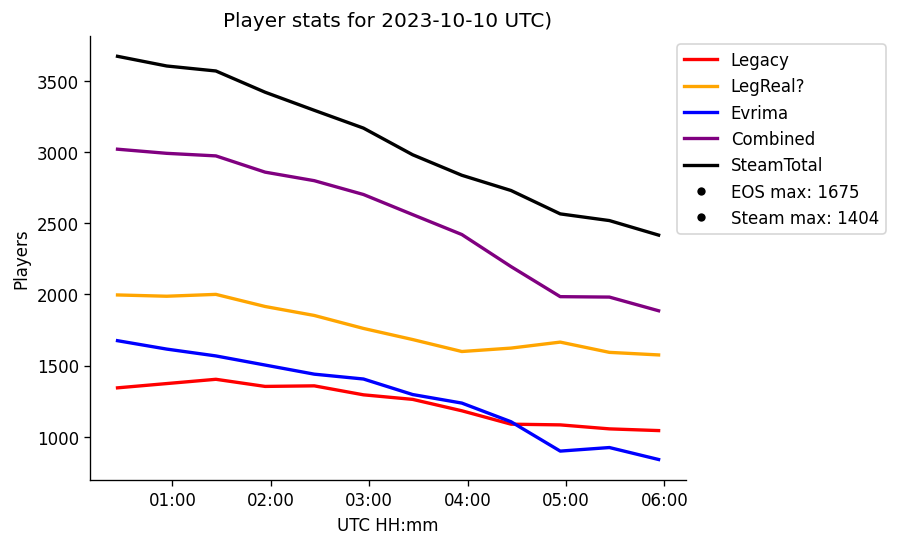 Player stats for 2023-10-10 UTC)
Legacy
LegReal?
Evrima
Combined
SteamTotal
EOS max: 1675
Steam max: 1404
Players
3500
3000
2500
2000
1500
1000
01:00 02:00 03:00 04:00 05:00 06:00
UTC HH:mm